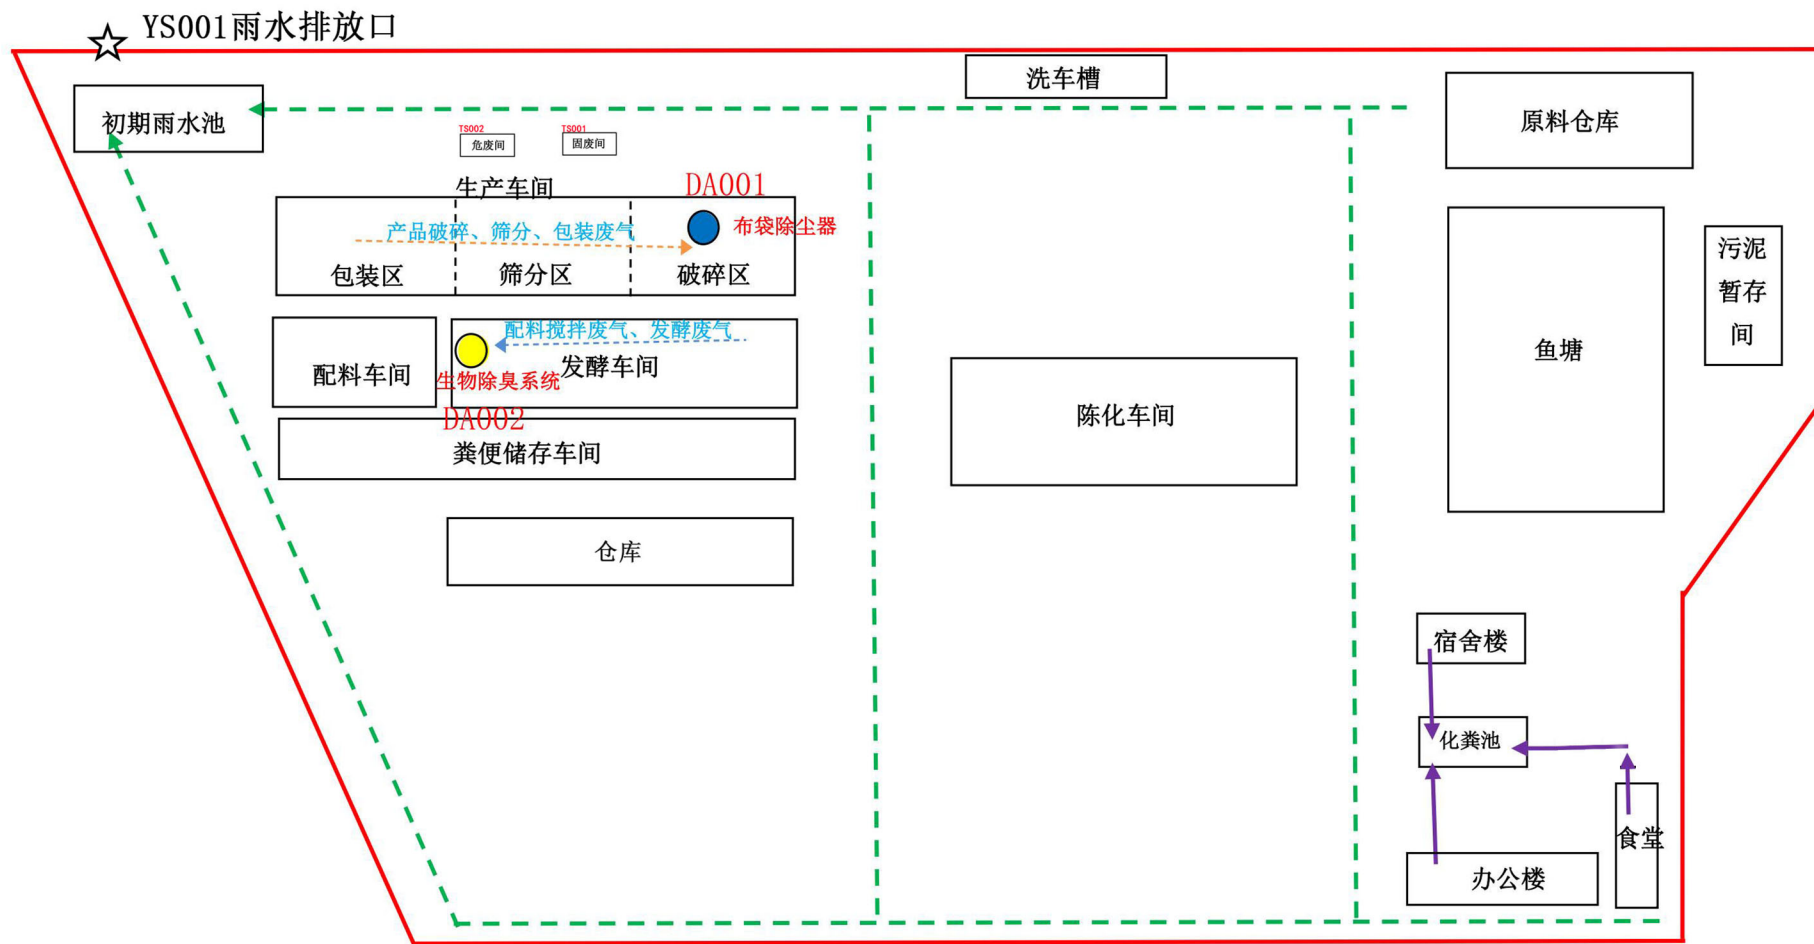 YS001雨水排放口
洗车槽
初期雨水池
原料仓库
TS002
危废间
TS001
固废间
生产车间
DA001
产品破碎、筛分、包装废气
布袋除尘器
包装区
筛分区
破碎区
污泥
暂存
间
配料搅拌废气、发酵废气
配料车间
生物除臭系统
发酵车间
鱼塘
DA002
粪便储存车间
陈化车间
仓库
宿舍楼
化粪池
食堂
办公楼